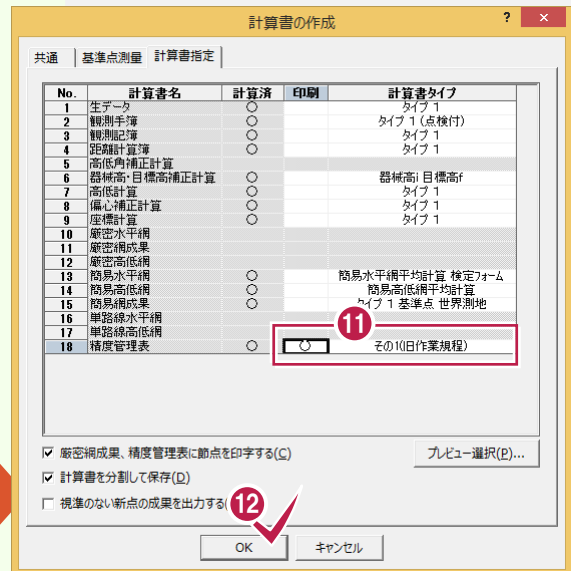 計算書の作成 ? ×
共通 基準点測量 計算書指定
No. 計算書名 計算済 印刷 計算書タイプ
1 生データ ○ タイプ 1
2 観測手簿 ○ タイプ 1 (点検付)
3 観測記簿 ○ タイプ 1
4 距離計算簿 ○ タイプ 1
5 高低角補正計算
6 器械高・目標高補正計算 ○ 器械高i 目標高f
7 高低計算 ○ タイプ 1
8 偏心補正計算 ○ タイプ 1
9 座標計算 ○ タイプ 1
10 厳密水平網
11 厳密網成果
12 厳密高低網
13 簡易水平網 ○ 簡易水平網平均計算 検定フォーム
14 簡易高低網 ○ 簡易高低網平均計算
15 簡易網成果 ○ タイプ 1 基準点 世界測地
16 単路線水平網
17 単路線高低網
⑪
18 精度管理表 ○ ○ その1(旧作業規程)
厳密網成果、精度管理表に節点を印字する(C) プレビュー選択(P)...
計算書を分割して保存(D)
視準のない新点の成果を出力する(
⑫
OK キャンセル